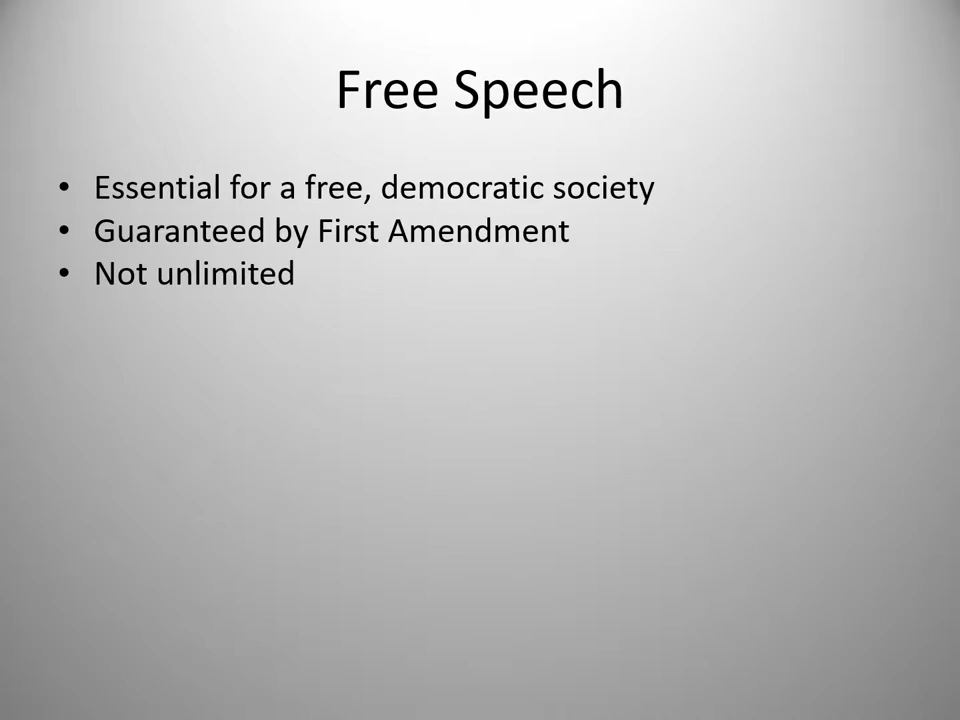 Free Speech
• Essential for a free, democratic society
• Guaranteed by First Amendment
• Not unlimited